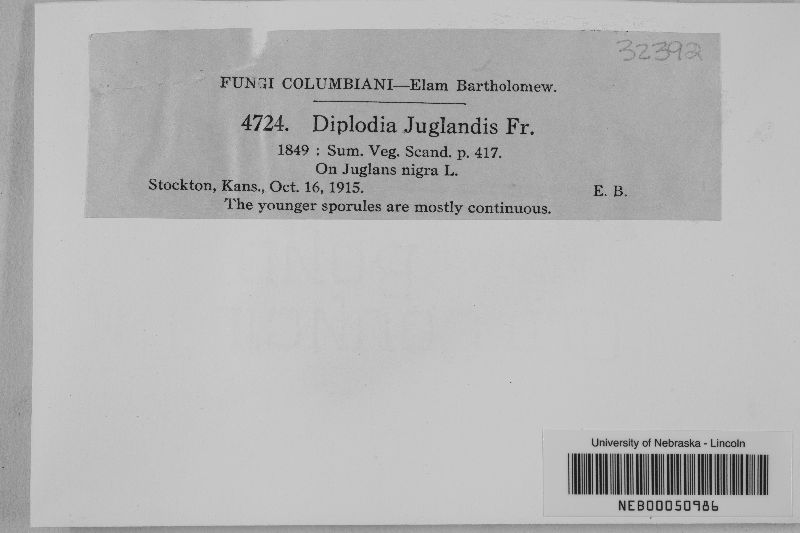 32392
FUNGI COLUMBIANI—Elam Bartholomew.
4724. Diplodia Juglandis Fr.
1849 : Sum. Veg. Scand. p. 417.
On Juglans nigra L.
Stockton, Kans., Oct. 16, 1915. E. B.
The younger sporules are mostly continuous.
University of Nebraska - Lincoln
NEB00050986